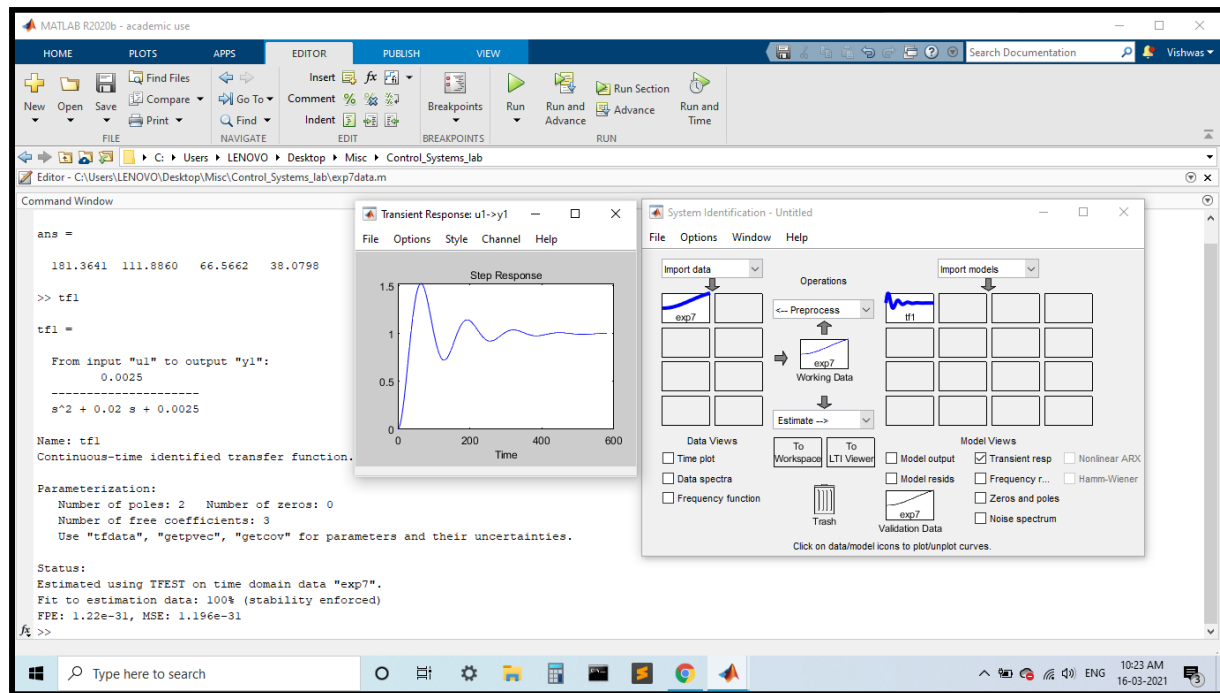 MATLAB R2020b - academic use
HOME PLOTS APPS EDITOR PUBLISH VIEW Search Documentation Vishwas
New Open Save Find Files Compare Print Go To Find Insert fx Comment Indent Breakpoints Run Run and Advance Run Section Advance Run and Time
FILE NAVIGATE EDIT BREAKPOINTS RUN
C: Users LENOVO Desktop Misc Control_Systems_lab
Editor - C:\Users\LENOVO\Desktop\Misc\Control_Systems_lab\exp7data.m
Command Window
ans =
181.3641 111.8860 66.5662 38.0798
>> tf1
tf1 =
From input "u1" to output "y1":
0.0025
---------------------
s^2 + 0.02 s + 0.0025
Name: tf1
Continuous-time identified transfer function.
Parameterization:
Number of poles: 2 Number of zeros: 0
Number of free coefficients: 3
Use "tfdata", "getpvec", "getcov" for parameters and their uncertainties.
Status:
Estimated using TFEST on time domain data "exp7".
Fit to estimation data: 100% (stability enforced)
FPE: 1.22e-31, MSE: 1.196e-31
fx >>
Transient Response: u1->y1
File Options Style Channel Help
Step Response
1.5
1
0.5
0
0 200 400 600
Time
System Identification - Untitled
File Options Window Help
Import data
Operations
Import models
exp7
<-- Preprocess
tf1
exp7
Working Data
Estimate -->
Data Views
To Workspace
To LTI Viewer
Model Views
Time plot
Data spectra
Frequency function
Trash
Model output
Transient resp
Nonlinear ARX
Model resids
Frequency r...
Hamm-Wiener
exp7
Zeros and poles
Validation Data
Noise spectrum
Click on data/model icons to plot/unplot curves.
Type here to search
ENG
10:23 AM
16-03-2021
3